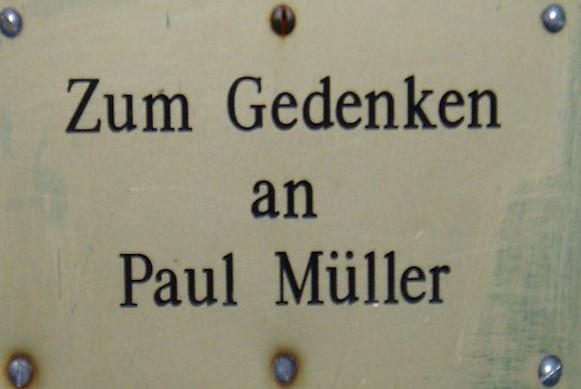 Zum Gedenken
an
Paul Müller